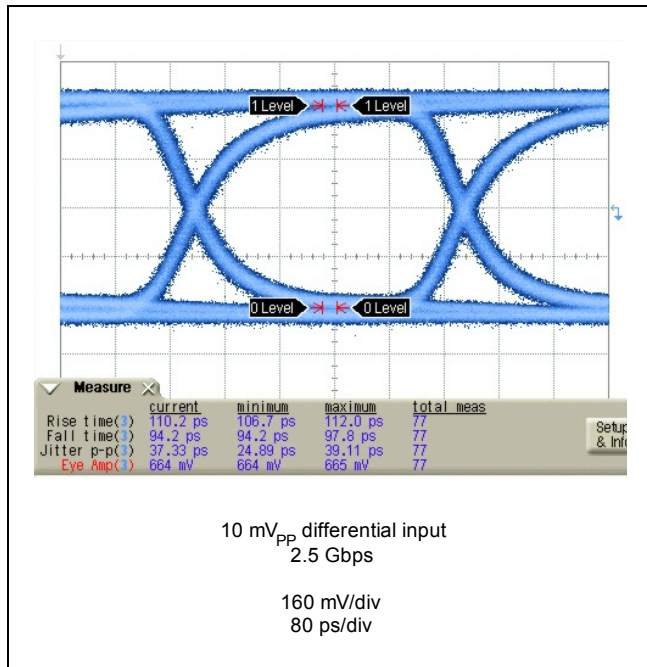 1 Level 1 Level
0 Level 0 Level
Measure
current minimum maximum total meas
Rise time(3) 110.2 ps 106.7 ps 112.0 ps 77
Fall time(3) 94.2 ps 94.2 ps 97.8 ps 77
Jitter p-p(3) 37.33 ps 24.89 ps 39.11 ps 77
Eye Amp(3) 664 mV 664 mV 665 mV 77
Setup
& Info
10 mVPP differential input
2.5 Gbps
160 mV/div
80 ps/div